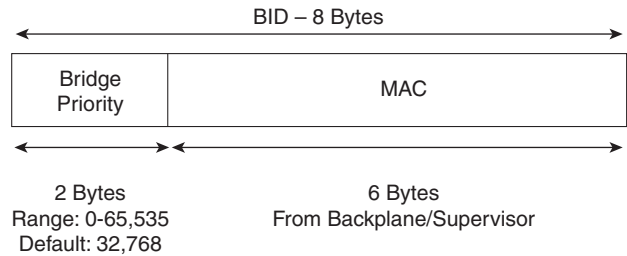 BID – 8 Bytes
Bridge
Priority
MAC
2 Bytes
Range: 0-65,535
Default: 32,768
6 Bytes
From Backplane/Supervisor